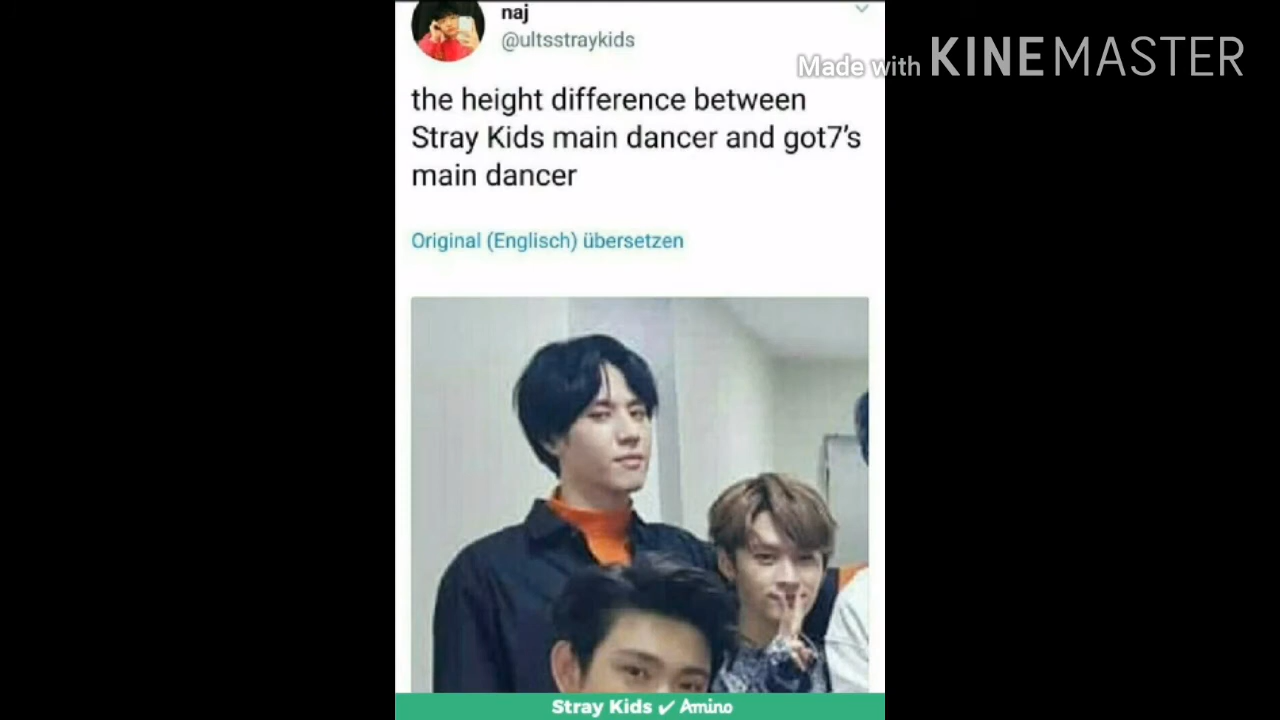 naj
@ultsstraykids
Made with KINEMASTER
the height difference between
Stray Kids main dancer and got7's
main dancer
Original (Englisch) übersetzen
Stray Kids ✔ Amino